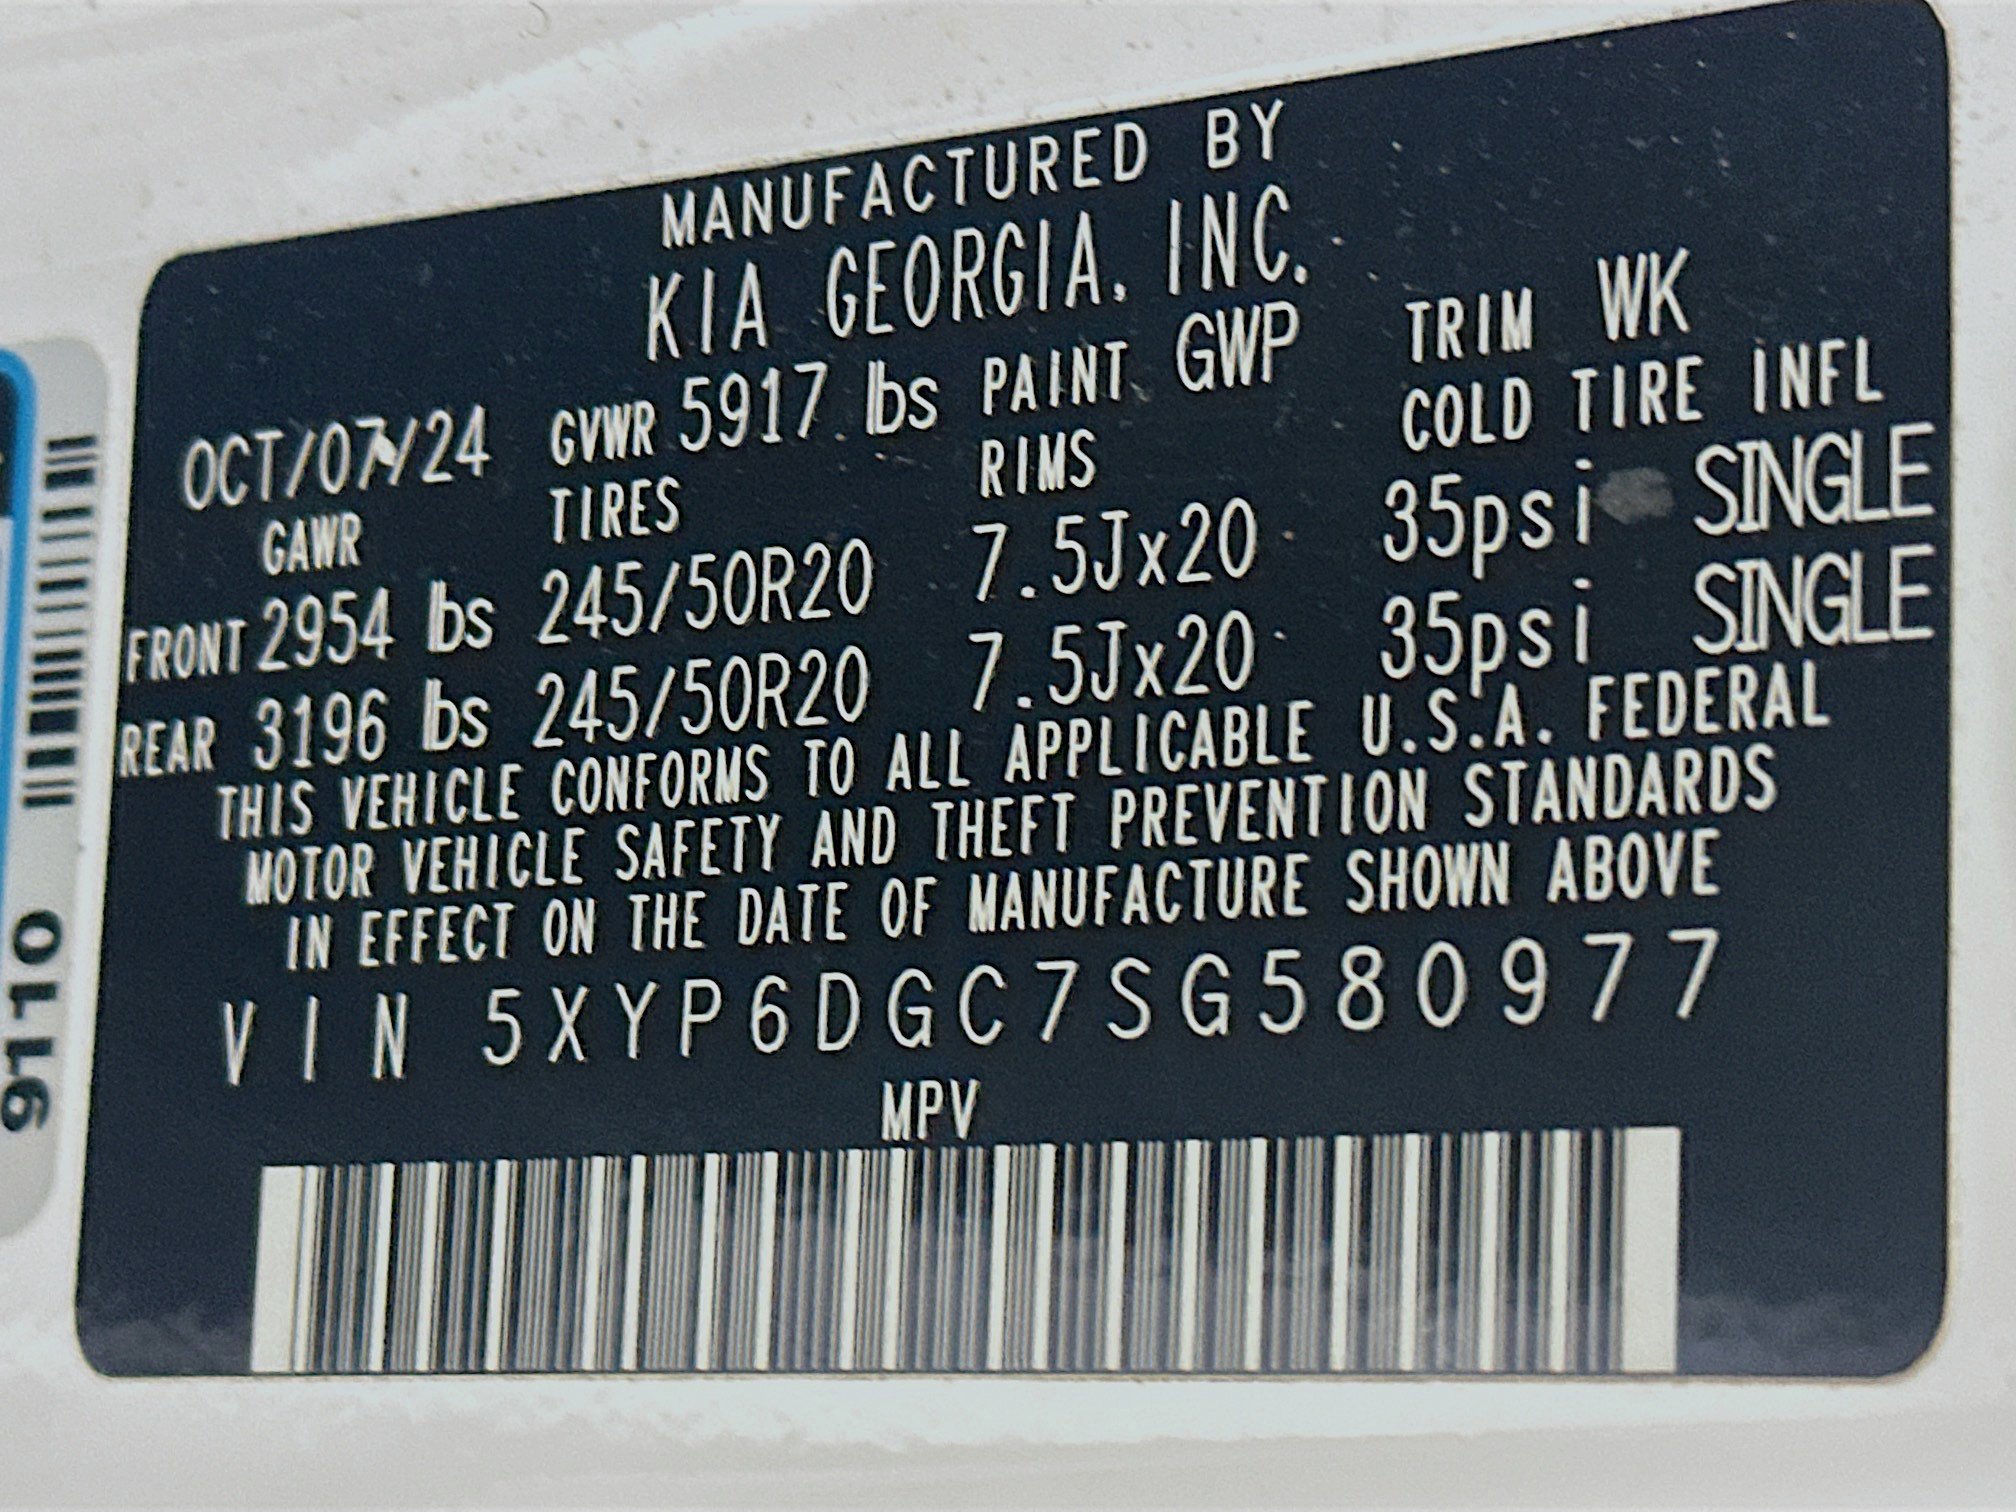 MANUFACTURED BY
KIA GEORGIA, INC.
OCT/07/24 GVWR 5917 lbs PAINT GWP TRIM WK
GAWR TIRES RIMS COLD TIRE INFL
FRONT 2954 lbs 245/50R20 7.5Jx20 35psi SINGLE
REAR 3196 lbs 245/50R20 7.5Jx20 35psi SINGLE
THIS VEHICLE CONFORMS TO ALL APPLICABLE U.S.A. FEDERAL
MOTOR VEHICLE SAFETY AND THEFT PREVENTION STANDARDS
IN EFFECT ON THE DATE OF MANUFACTURE SHOWN ABOVE
VIN 5XYP6DGC7SG580977
MPV
9110